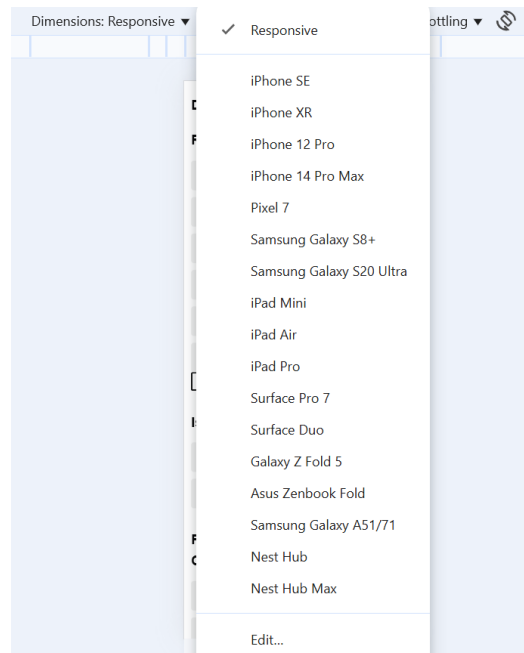 Dimensions: Responsive ▼
ottling ▼
Responsive
iPhone SE
iPhone XR
iPhone 12 Pro
iPhone 14 Pro Max
Pixel 7
Samsung Galaxy S8+
Samsung Galaxy S20 Ultra
iPad Mini
iPad Air
iPad Pro
Surface Pro 7
Surface Duo
Galaxy Z Fold 5
Asus Zenbook Fold
Samsung Galaxy A51/71
Nest Hub
Nest Hub Max
Edit...